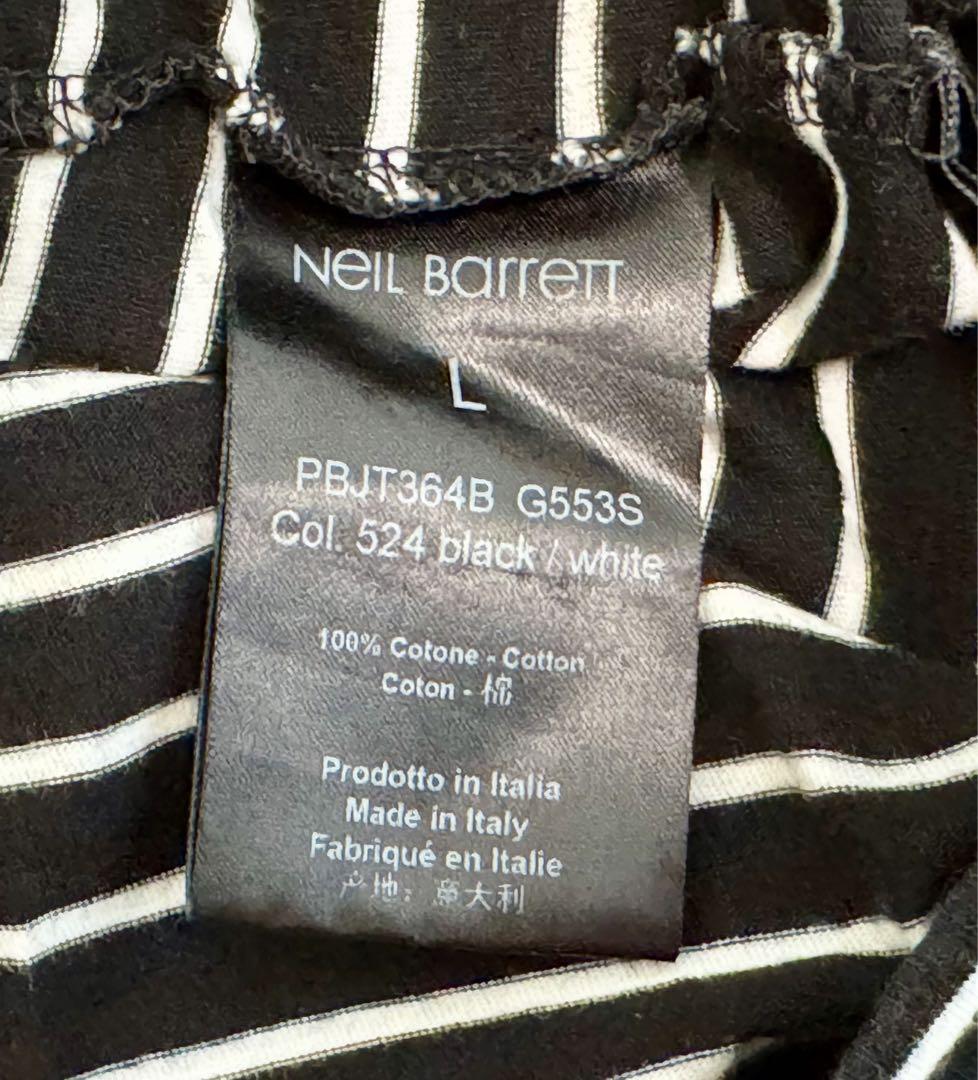 NeiL Barrett
L
PBJT364B G553S
Col. 524 black / white
100% Cotone - Cotton
Coton - 棉
Prodotto in Italia
Made in Italy
Fabriqué en Italie
产地: 意大利